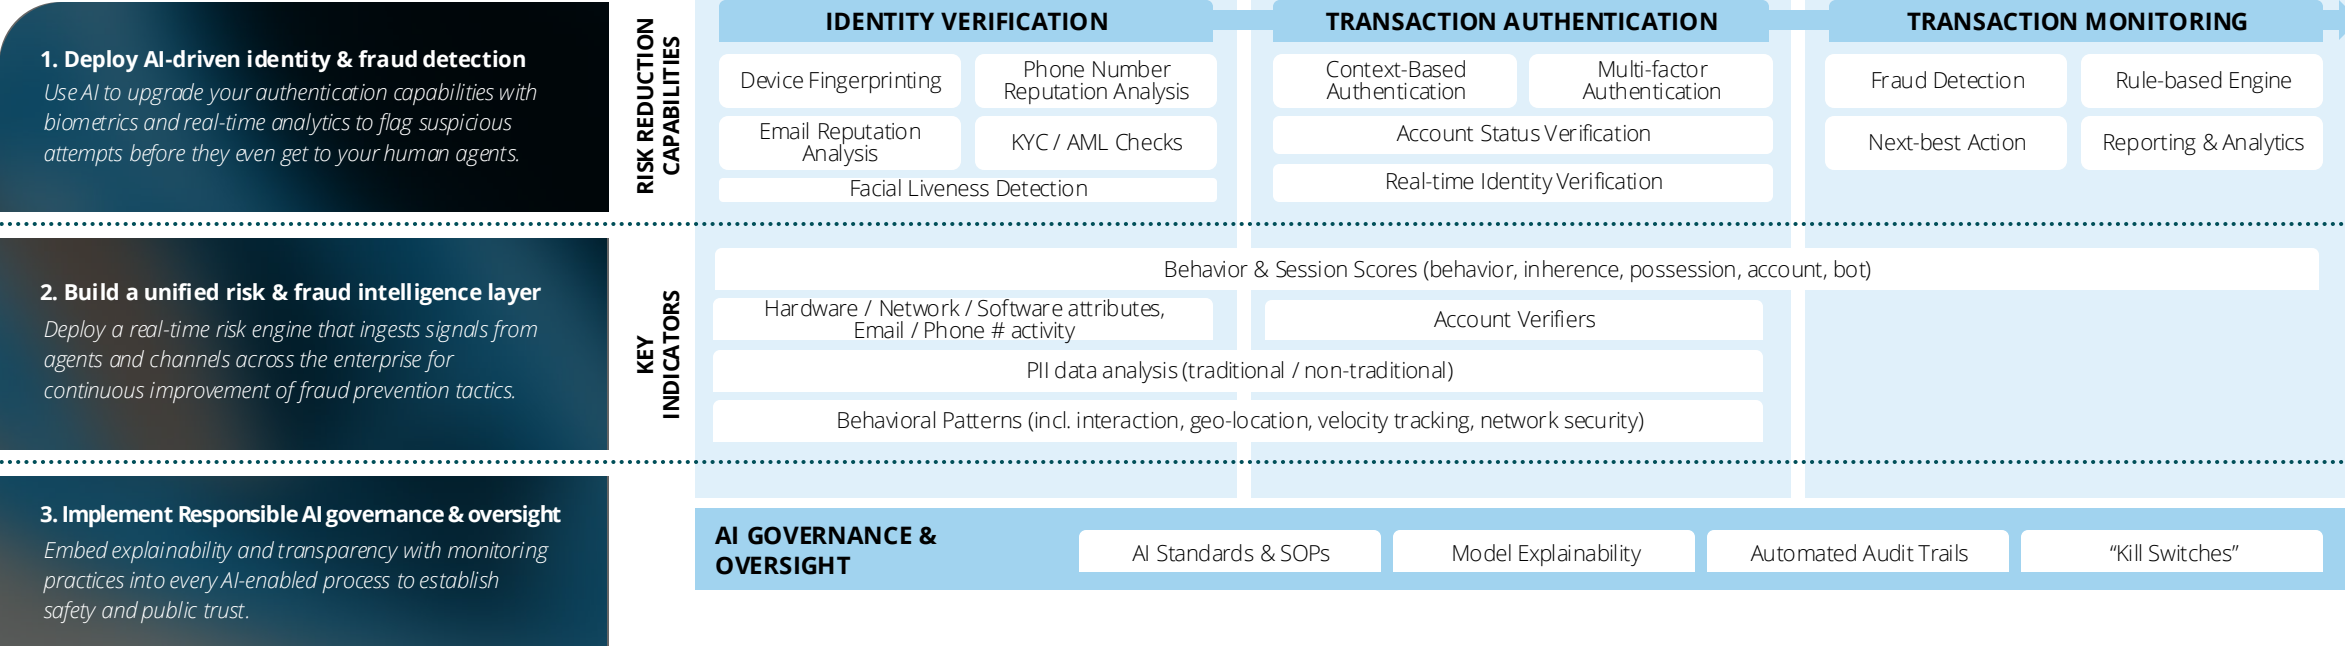 1. Deploy AI-driven identity & fraud detection
Use AI to upgrade your authentication capabilities with
biometrics and real-time analytics to flag suspicious
attempts before they even get to your human agents.
RISK REDUCTION
CAPABILITIES
IDENTITY VERIFICATION
Device Fingerprinting
Phone Number
Reputation Analysis
Email Reputation
Analysis
KYC / AML Checks
Facial Liveness Detection
TRANSACTION AUTHENTICATION
Context-Based
Authentication
Multi-factor
Authentication
Account Status Verification
Real-time Identity Verification
TRANSACTION MONITORING
Fraud Detection
Rule-based Engine
Next-best Action
Reporting & Analytics
2. Build a unified risk & fraud intelligence layer
Deploy a real-time risk engine that ingests signals from
agents and channels across the enterprise for
continuous improvement of fraud prevention tactics.
KEY
INDICATORS
Behavior & Session Scores (behavior, inherence, possession, account, bot)
Hardware / Network / Software attributes,
Email / Phone # activity
Account Verifiers
PII data analysis (traditional / non-traditional)
Behavioral Patterns (incl. interaction, geo-location, velocity tracking, network security)
3. Implement Responsible AI governance & oversight
Embed explainability and transparency with monitoring
practices into every AI-enabled process to establish
safety and public trust.
AI GOVERNANCE &
OVERSIGHT
AI Standards & SOPs
Model Explainability
Automated Audit Trails
“Kill Switches”